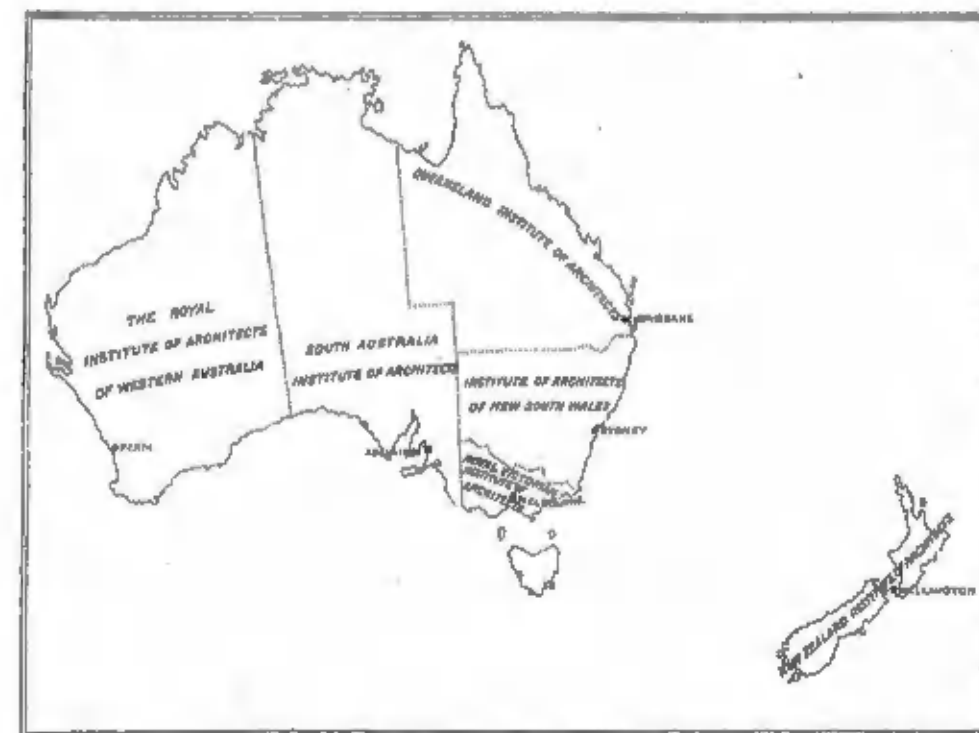 QUEENSLAND INSTITUTE OF ARCHITECTS
BRISBANE
THE ROYAL
INSTITUTE OF ARCHITECTS
OF WESTERN AUSTRALIA
PERTH
SOUTH AUSTRALIA
INSTITUTE OF ARCHITECTS
ADELAIDE
INSTITUTE OF ARCHITECTS
OF NEW SOUTH WALES
SYDNEY
ROYAL VICTORIAN
INSTITUTE OF
ARCHITECTS
MELBOURNE
NEW ZEALAND INSTITUTE OF ARCHITECTS
WELLINGTON